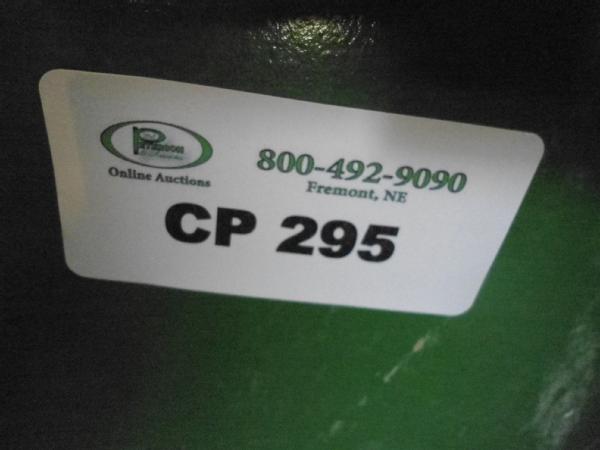 Online Auctions
800-492-9090
Fremont, NE
CP 295